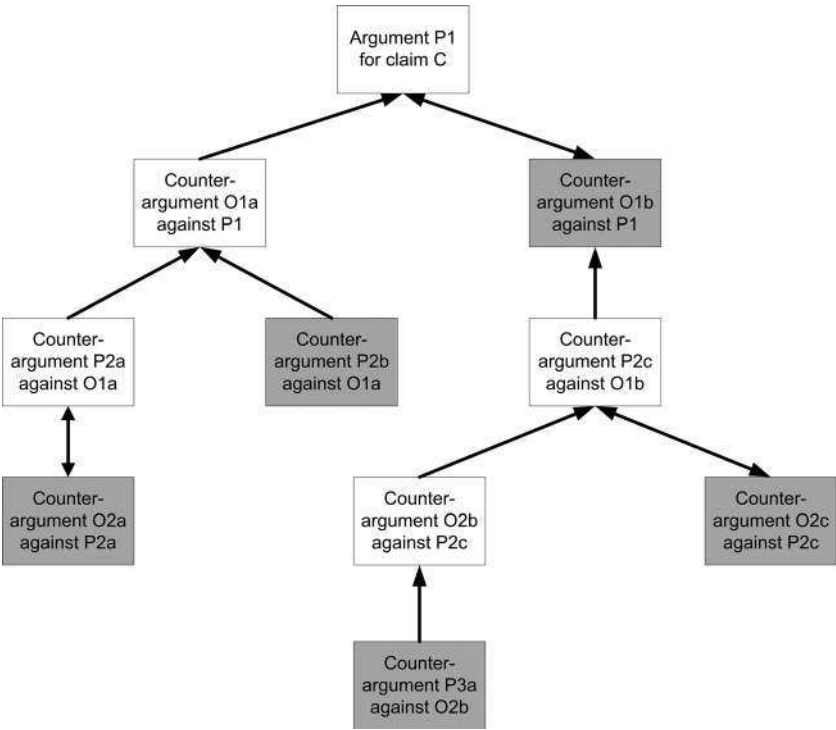 Argument P1
for claim C
Counter-
argument O1a
against P1
Counter-
argument O1b
against P1
Counter-
argument P2a
against O1a
Counter-
argument P2b
against O1a
Counter-
argument P2c
against O1b
Counter-
argument O2a
against P2a
Counter-
argument O2b
against P2c
Counter-
argument O2c
against P2c
Counter-
argument P3a
against O2b